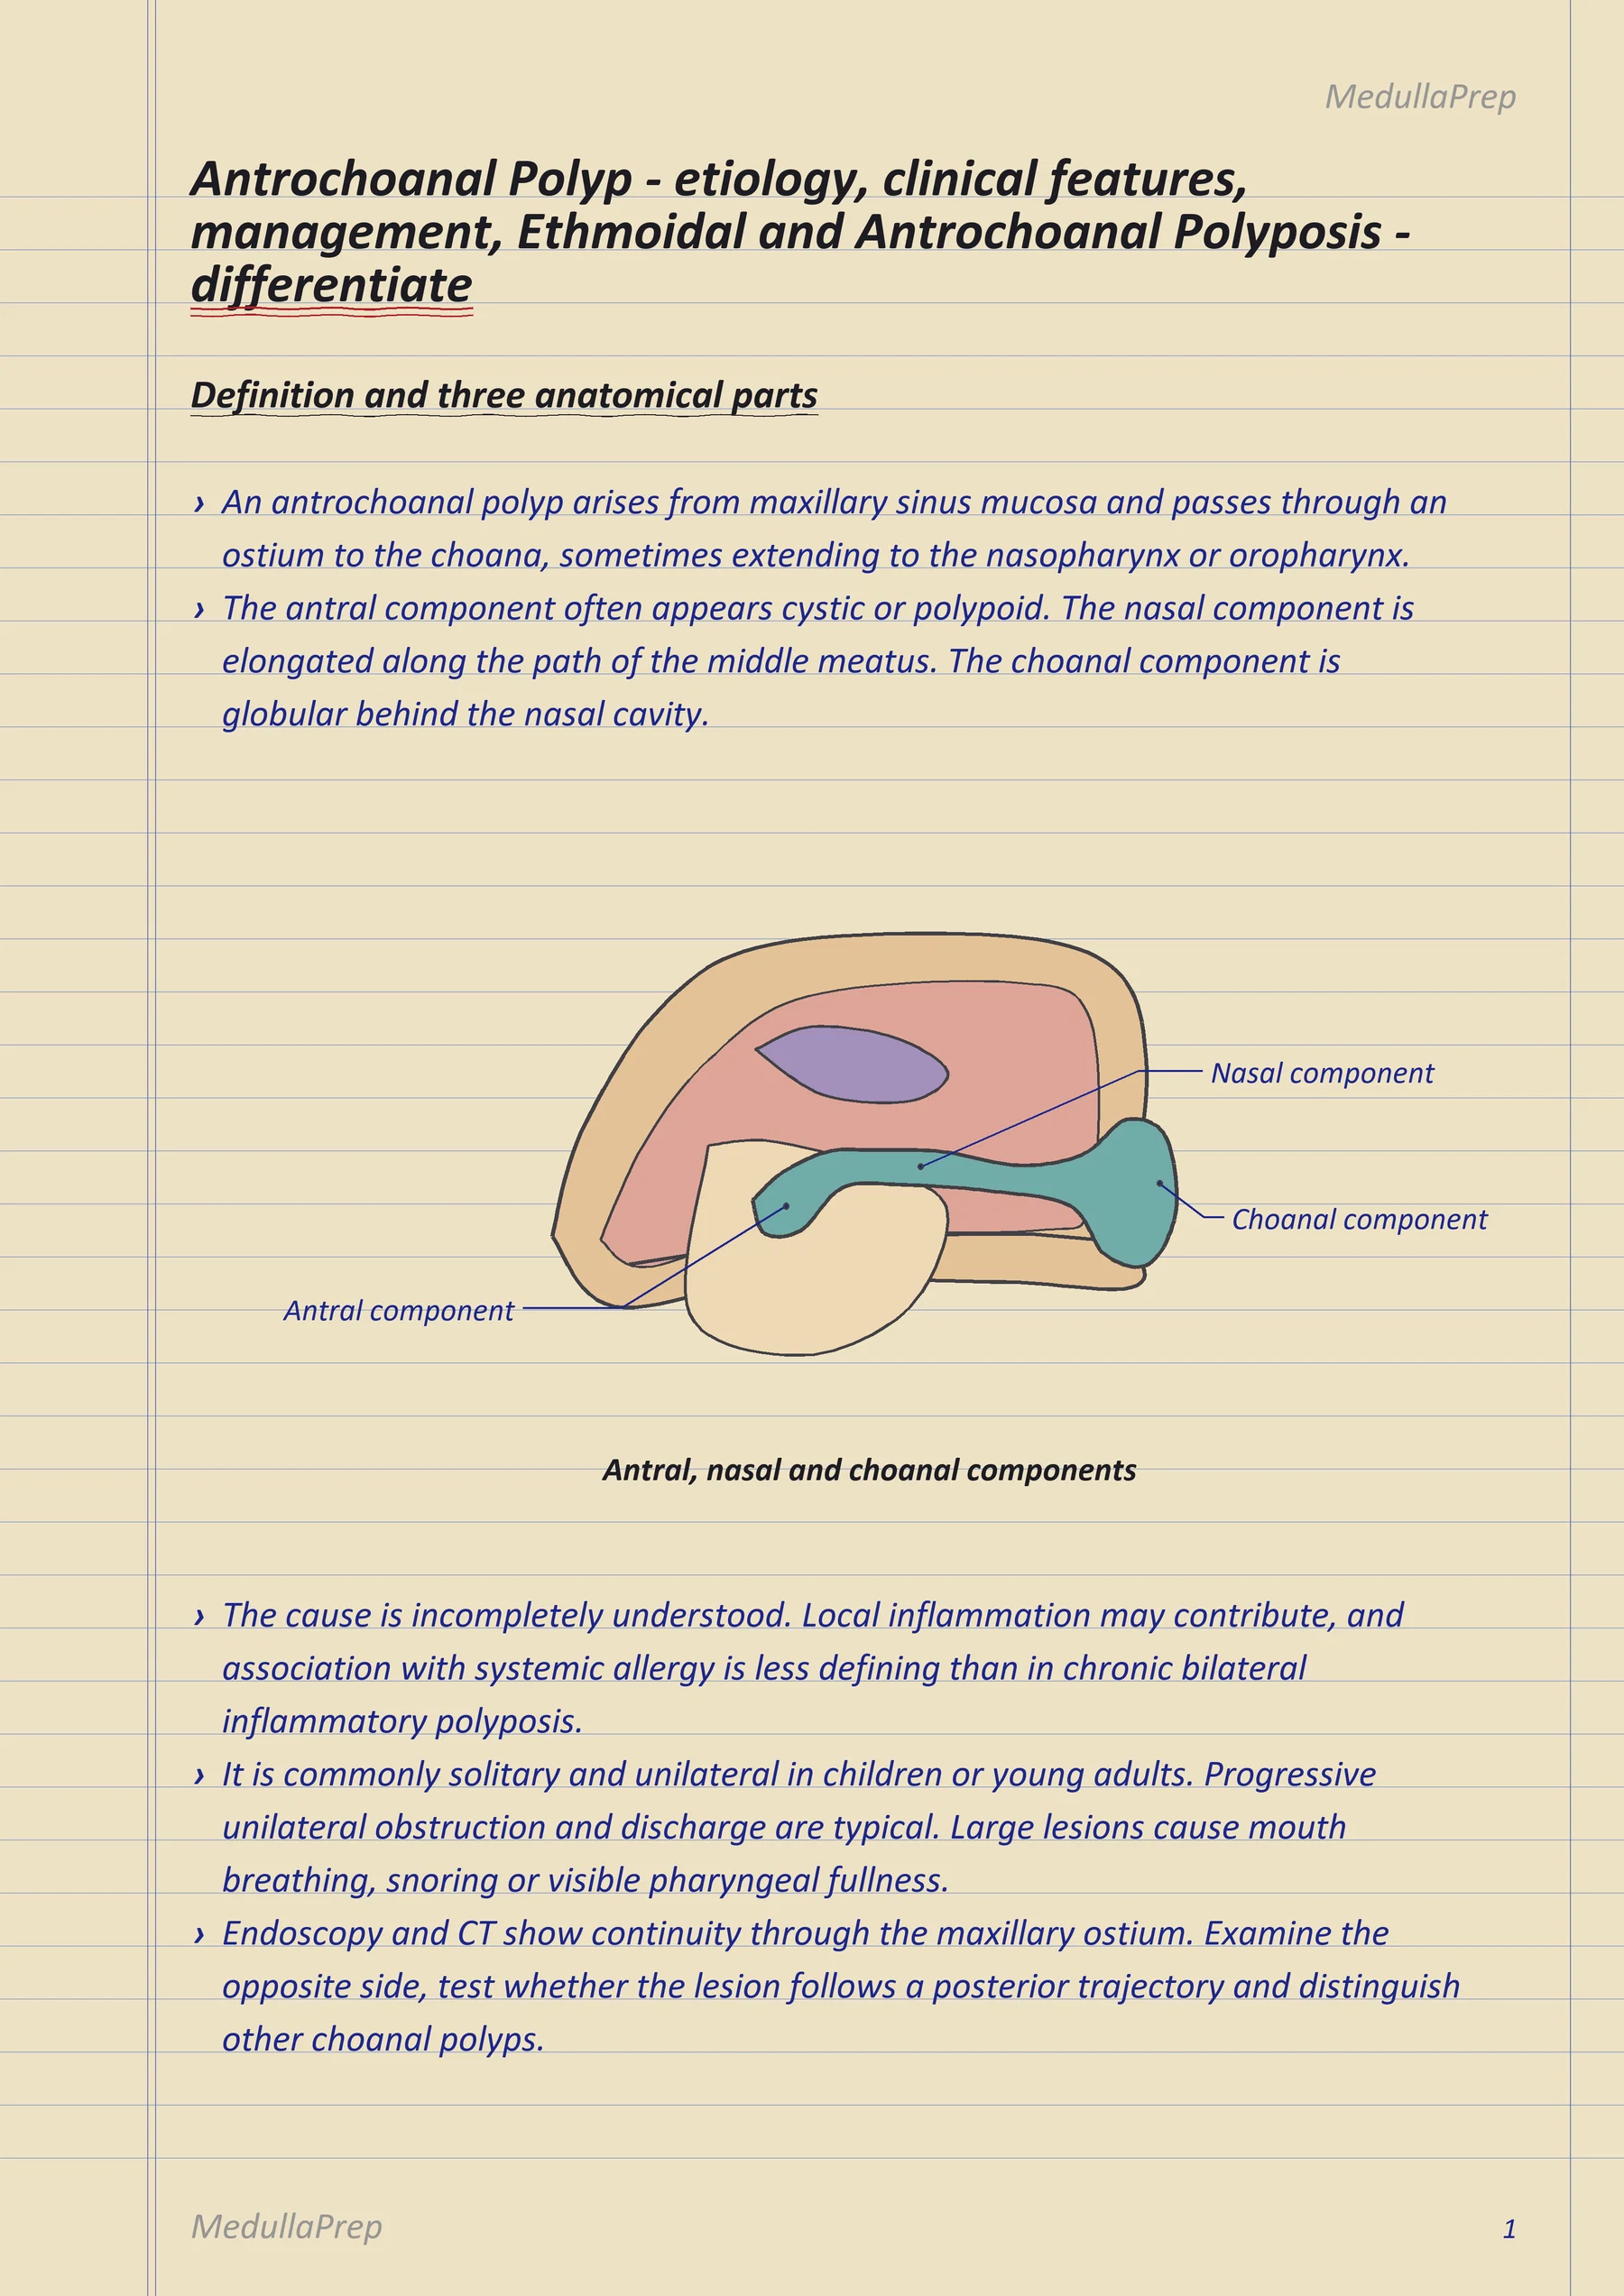 MedullaPrep
Antrochoanal Polyp - etiology, clinical features,
management, Ethmoidal and Antrochoanal Polyposis -
differentiate
Definition and three anatomical parts
› An antrochoanal polyp arises from maxillary sinus mucosa and passes through an
ostium to the choana, sometimes extending to the nasopharynx or oropharynx.
› The antral component often appears cystic or polypoid. The nasal component is
elongated along the path of the middle meatus. The choanal component is
globular behind the nasal cavity.
Nasal component
Choanal component
Antral component
Antral, nasal and choanal components
› The cause is incompletely understood. Local inflammation may contribute, and
association with systemic allergy is less defining than in chronic bilateral
inflammatory polyposis.
› It is commonly solitary and unilateral in children or young adults. Progressive
unilateral obstruction and discharge are typical. Large lesions cause mouth
breathing, snoring or visible pharyngeal fullness.
› Endoscopy and CT show continuity through the maxillary ostium. Examine the
opposite side, test whether the lesion follows a posterior trajectory and distinguish
other choanal polyps.
MedullaPrep
1